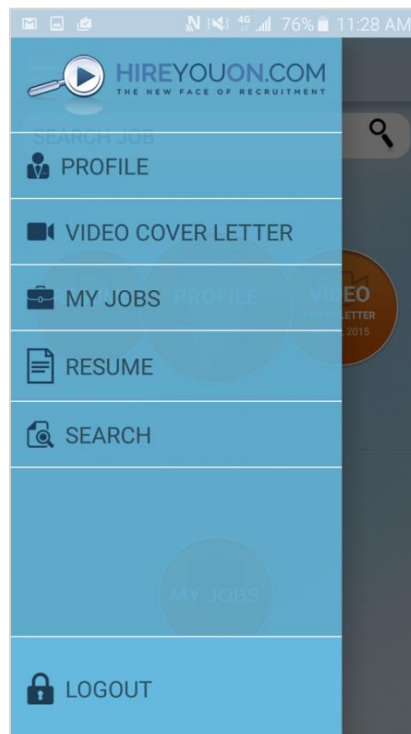 4G 76% 11:28 AM
HIREYOUON.COM
THE NEW FACE OF RECRUITMENT
SEARCH JOB
PROFILE
VIDEO COVER LETTER
MY JOBS
PROFILE
VIDEO
LETTER
2015
RESUME
SEARCH
MY JOBS
LOGOUT